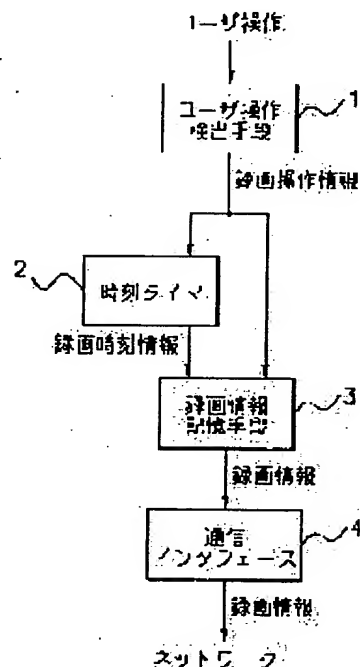 ユーザ操作
1
ユーザ操作
検出手段
録画操作情報
2
時刻タイマ
録画時刻情報
3
録画情報
記憶手段
録画情報
4
通信
インタフェース
録画情報
ネットワーク